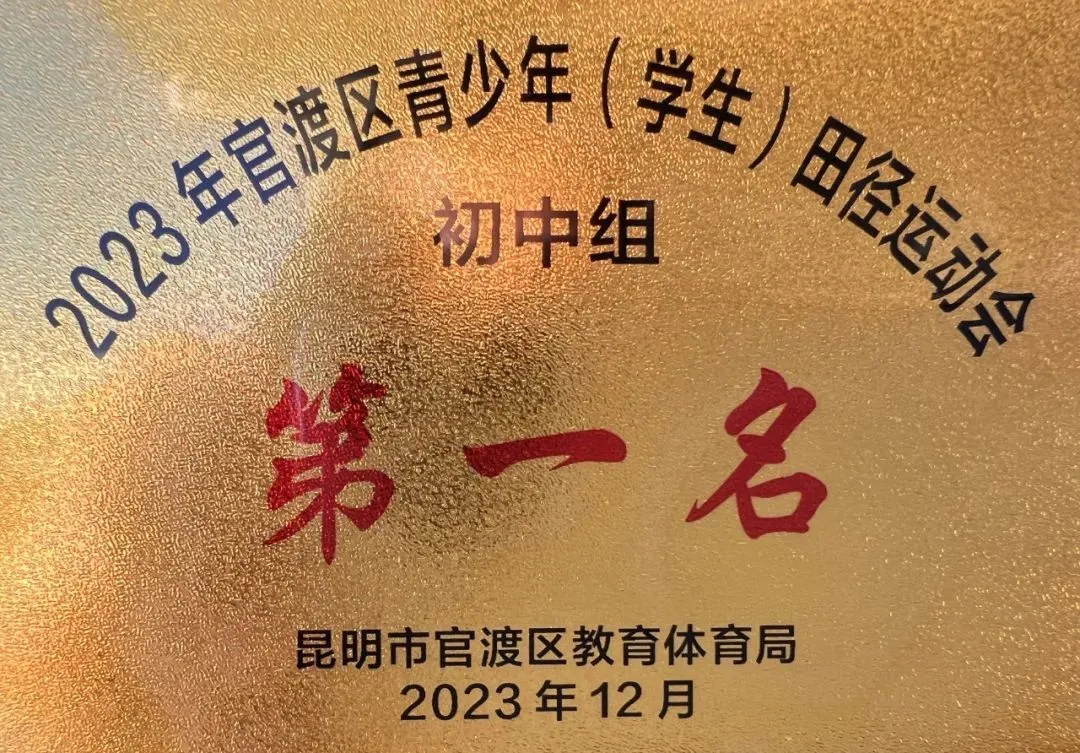 2023年官渡区青少年(学生)田径运动会
初中组
第一名
昆明市官渡区教育体育局
2023年12月